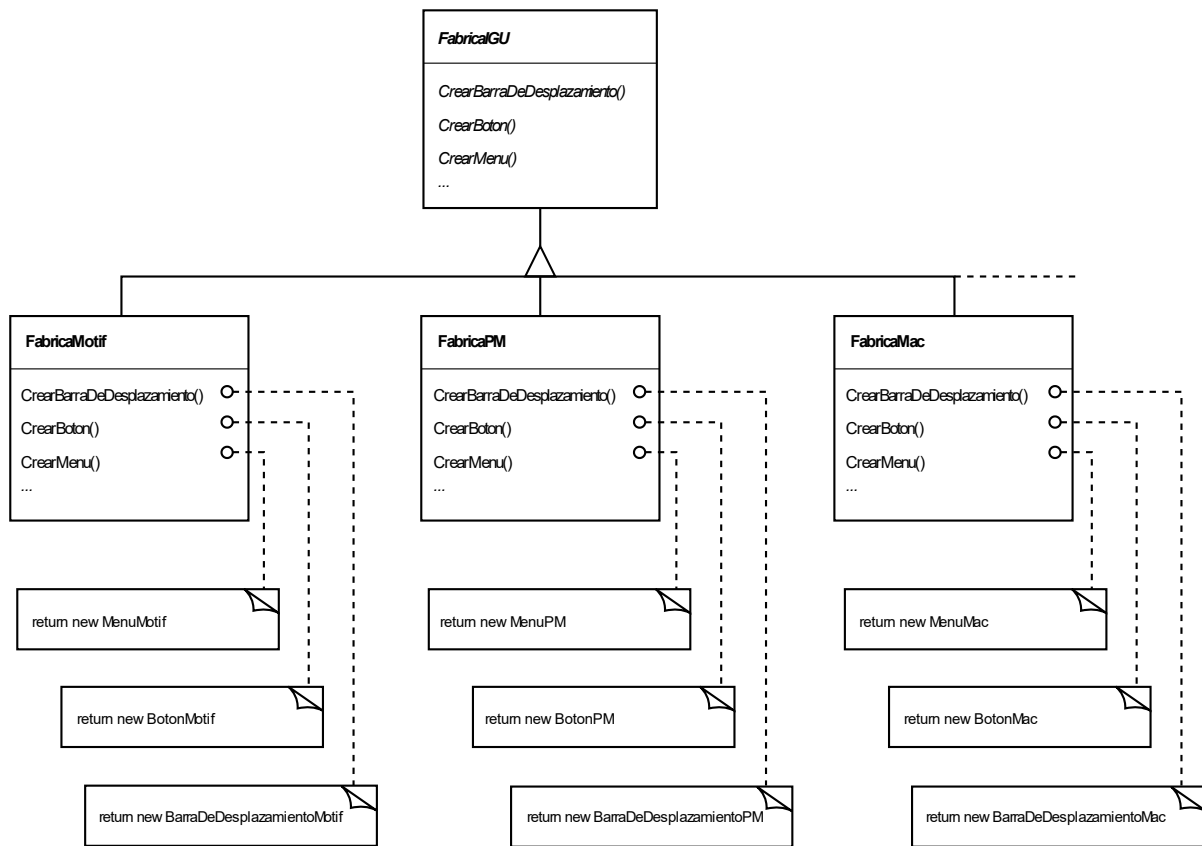 FabricaIGU
CrearBarraDeDesplazamiento()
CrearBoton()
CrearMenu()
...
FabricaMotif
CrearBarraDeDesplazamiento()
CrearBoton()
CrearMenu()
...
FabricaPM
CrearBarraDeDesplazamiento()
CrearBoton()
CrearMenu()
...
FabricaMac
CrearBarraDeDesplazamiento()
CrearBoton()
CrearMenu()
...
return new MenuMotif
return new MenuPM
return new MenuMac
return new BotonMotif
return new BotonPM
return new BotonMac
return new BarraDeDesplazamientoMotif
return new BarraDeDesplazamientoPM
return new BarraDeDesplazamientoMac